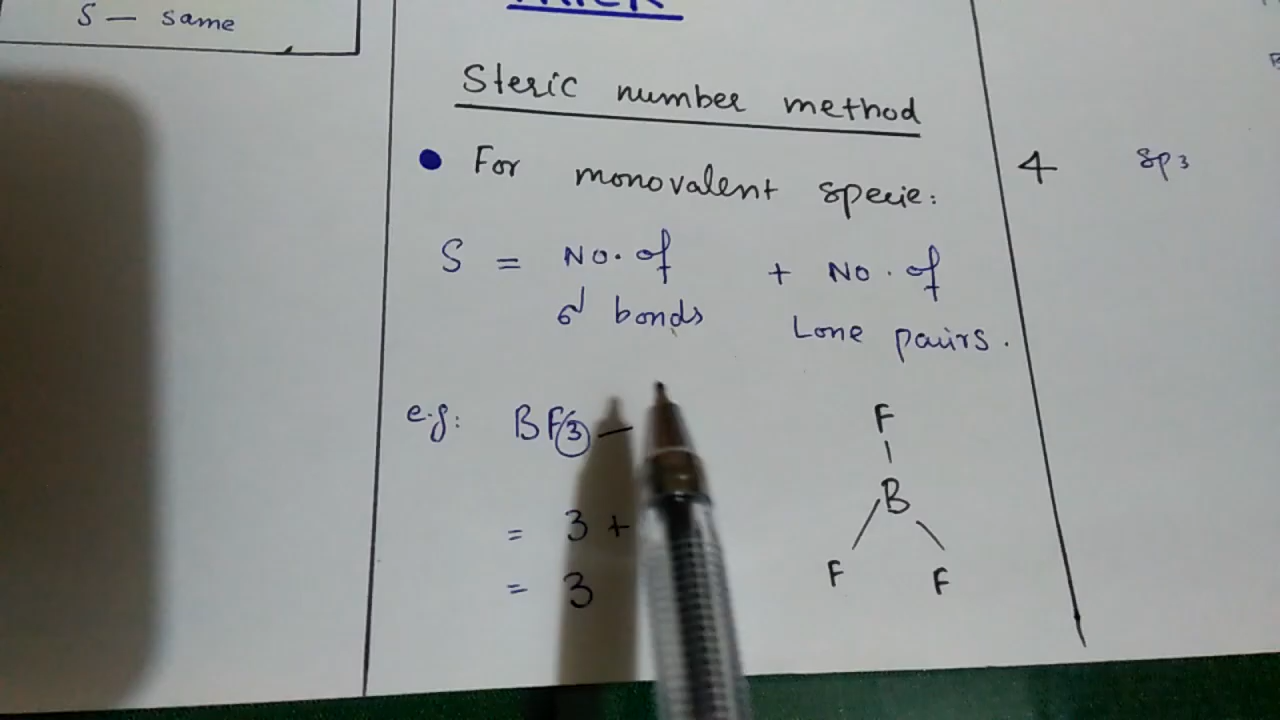 S — same
Steric number method
• For monovalent specie:
S = No. of σ bonds + No. of Lone pairs.
4 sp3
e.g: BF3 —
= 3 +
= 3
F
B
F F